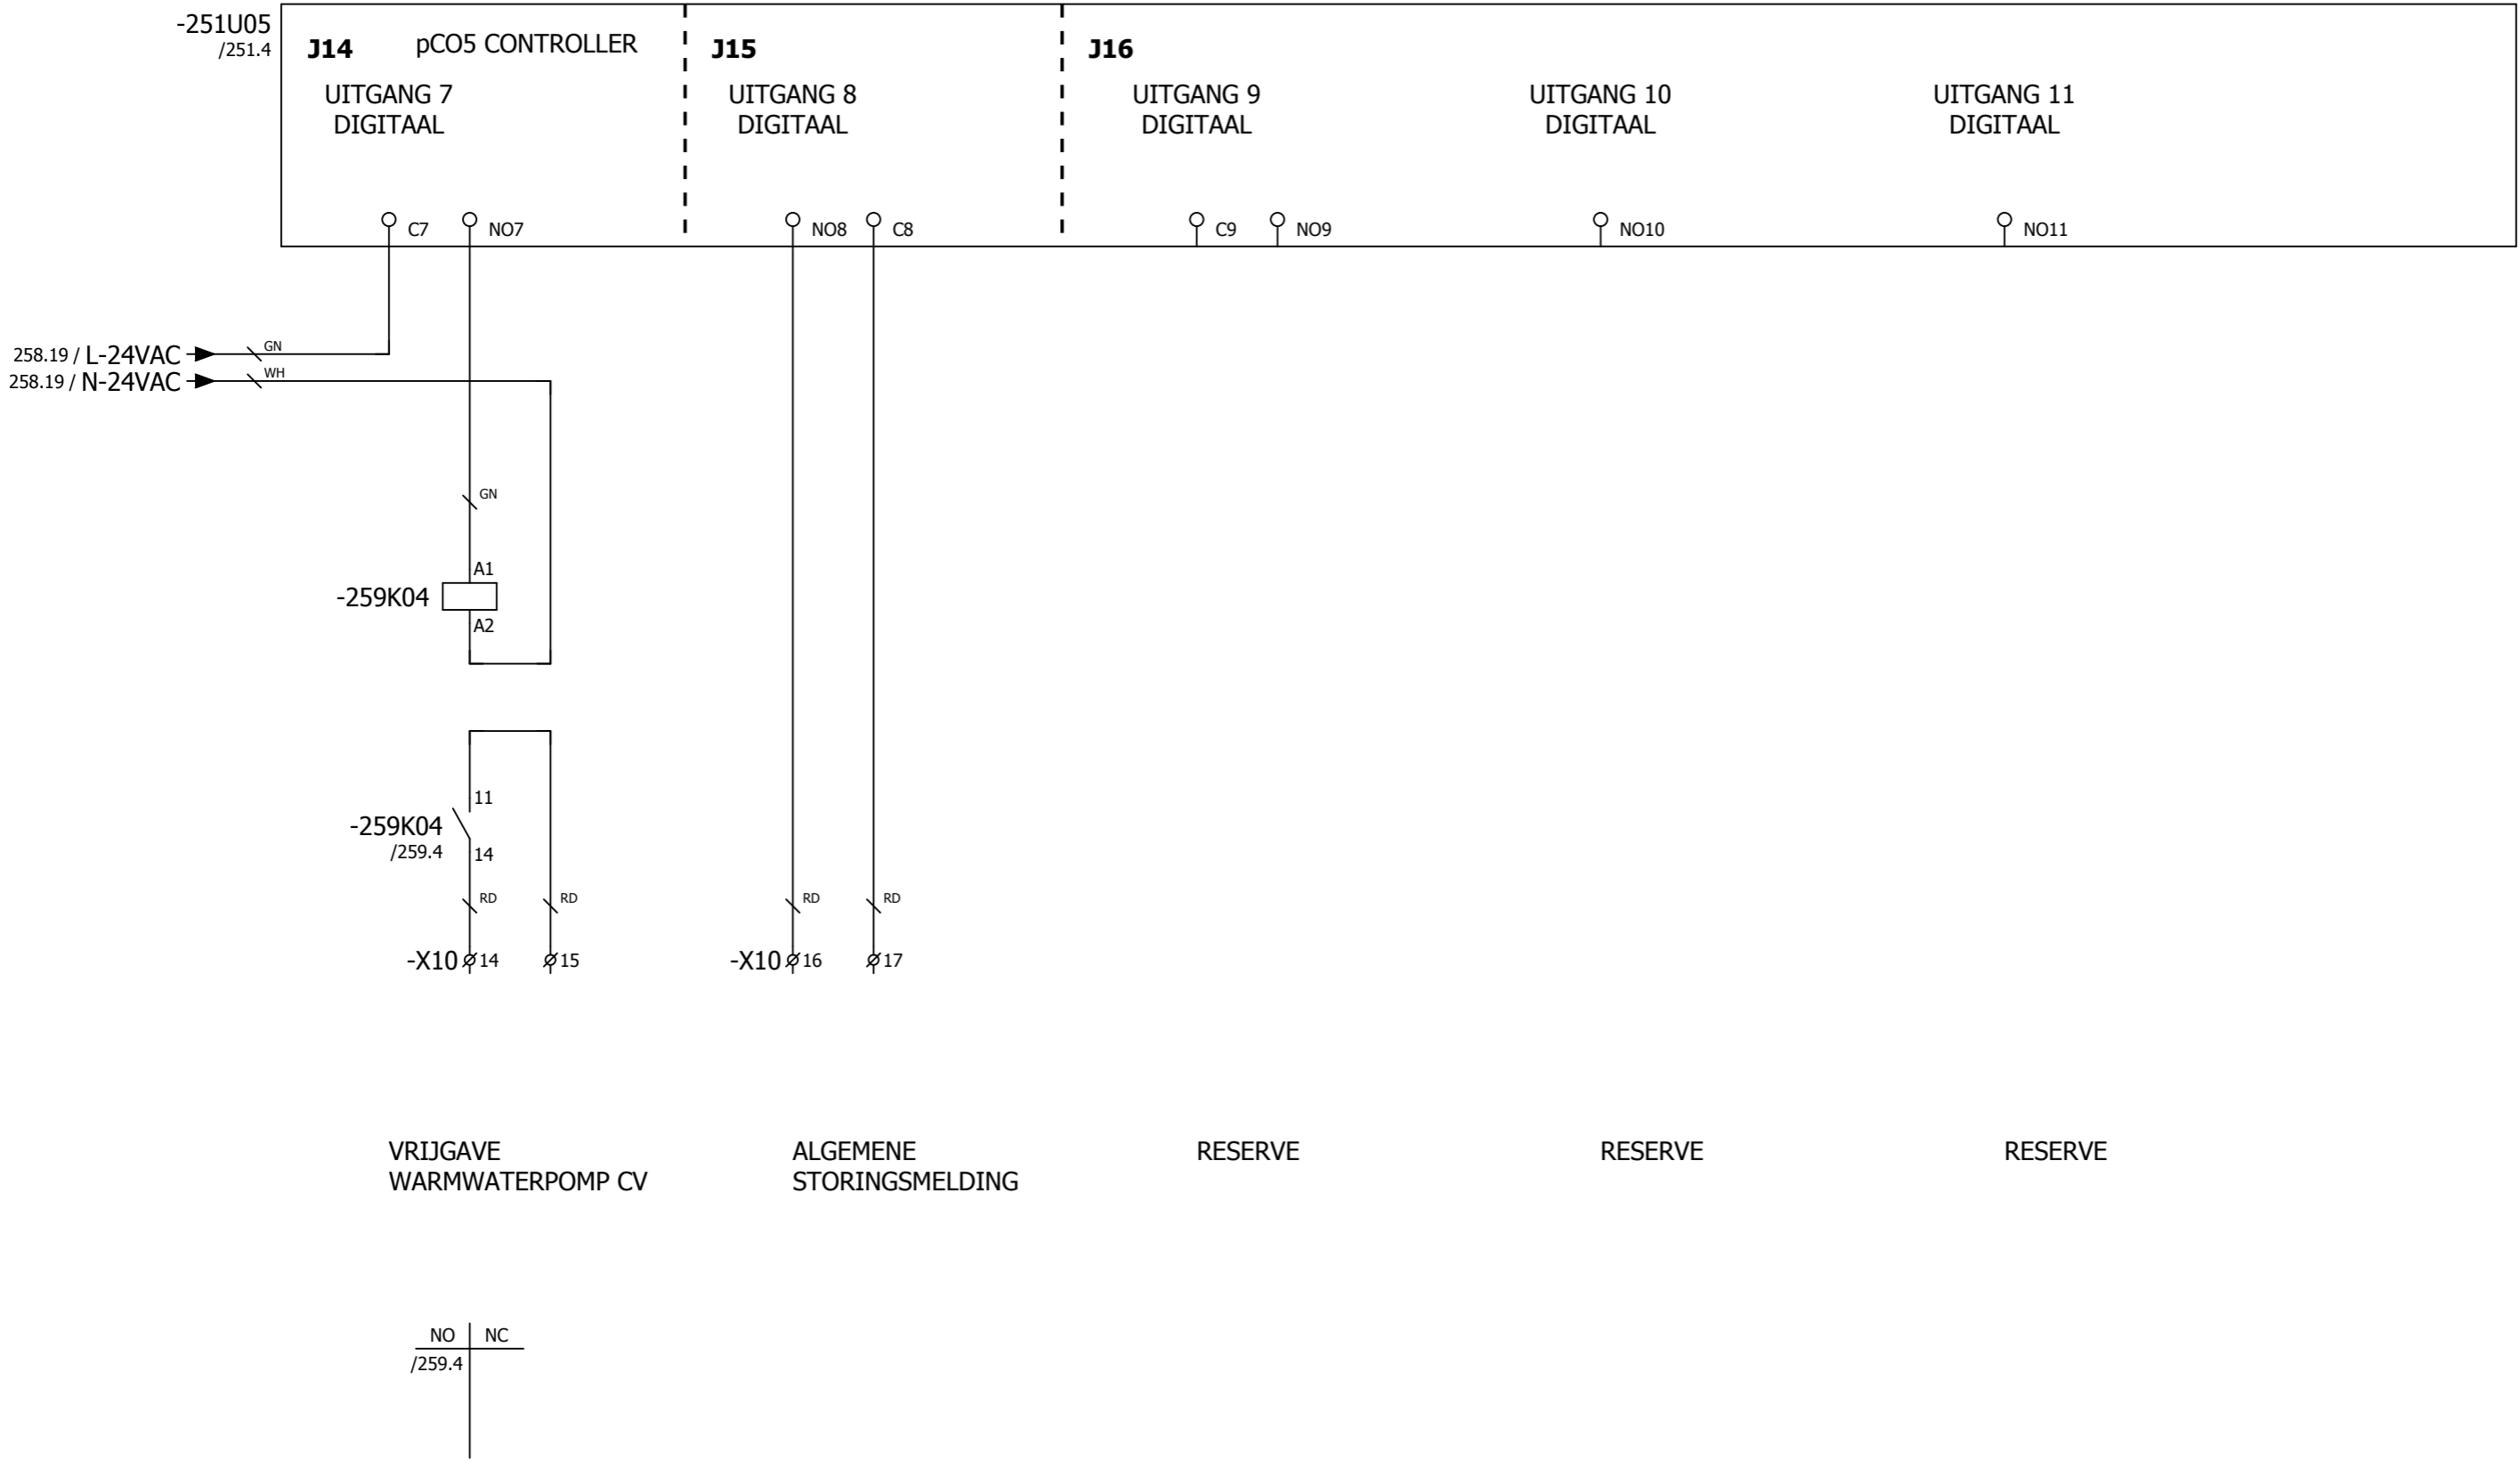 -251U05
/251.4
J14 pCO5 CONTROLLER J15 J16
UITGANG 7 UITGANG 8 UITGANG 9 UITGANG 10 UITGANG 11
DIGITAAL DIGITAAL DIGITAAL DIGITAAL DIGITAAL
C7 NO7 NO8 C8 C9 NO9 NO10 NO11
258.19 / L-24VAC GN
258.19 / N-24VAC WH
GN
A1
-259K04
A2
11
-259K04
/259.4 14
RD RD RD RD
-X10 14 15 -X10 16 17
VRIJGAVE ALGEMENE RESERVE RESERVE RESERVE
WARMWATERPOMP CV STORINGSMELDING
NO NC
/259.4